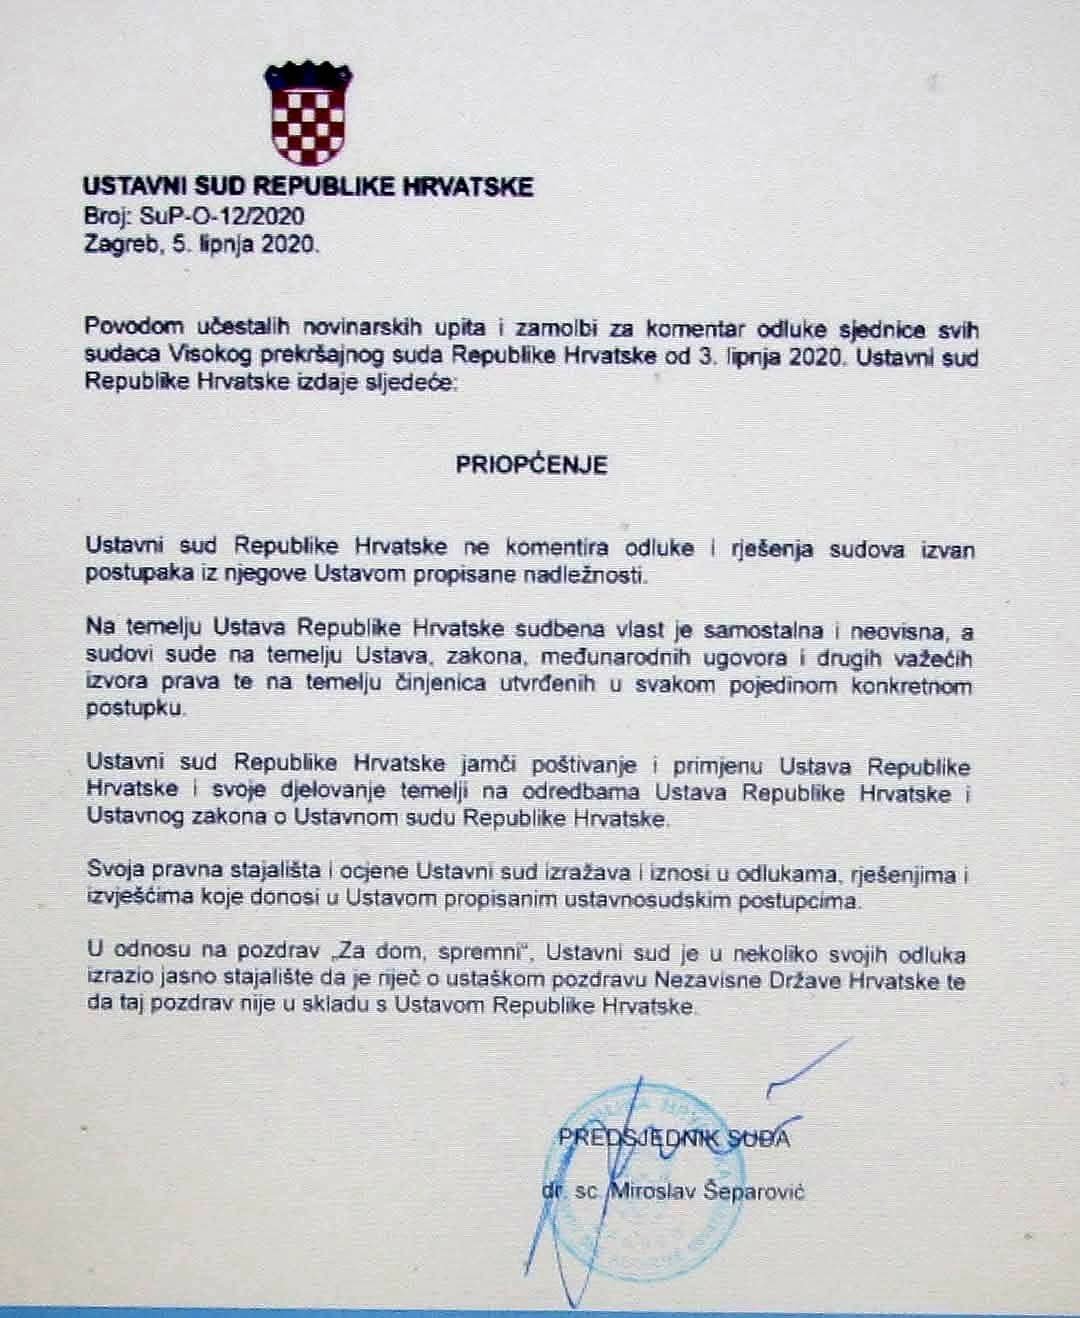 USTAVNI SUD REPUBLIKE HRVATSKE
Broj: SuP-O-12/2020
Zagreb, 5. lipnja 2020.
Povodom učestalih novinarskih upita i zamolbi za komentar odluke sjednice svih
sudaca Visokog prekršajnog suda Republike Hrvatske od 3. lipnja 2020. Ustavni sud
Republike Hrvatske izdaje sljedeće:
PRIOPĆENJE
Ustavni sud Republike Hrvatske ne komentira odluke i rješenja sudova izvan
postupaka iz njegove Ustavom propisane nadležnosti.
Na temelju Ustava Republike Hrvatske sudbena vlast je samostalna i neovisna, a
sudovi sude na temelju Ustava, zakona, međunarodnih ugovora i drugih važećih
izvora prava te na temelju činjenica utvrđenih u svakom pojedinom konkretnom
postupku.
Ustavni sud Republike Hrvatske jamči poštivanje i primjenu Ustava Republike
Hrvatske i svoje djelovanje temelji na odredbama Ustava Republike Hrvatske i
Ustavnog zakona o Ustavnom sudu Republike Hrvatske.
Svoja pravna stajališta i ocjene Ustavni sud izražava i iznosi u odlukama, rješenjima i
izvješćima koje donosi u Ustavom propisanim ustavnosudskim postupcima.
U odnosu na pozdrav „Za dom, spremni“, Ustavni sud je u nekoliko svojih odluka
izrazio jasno stajalište da je riječ o ustaškom pozdravu Nezavisne Države Hrvatske te
da taj pozdrav nije u skladu s Ustavom Republike Hrvatske.
PREDSJEDNIK SUDA
dr. sc. Miroslav Šeparović